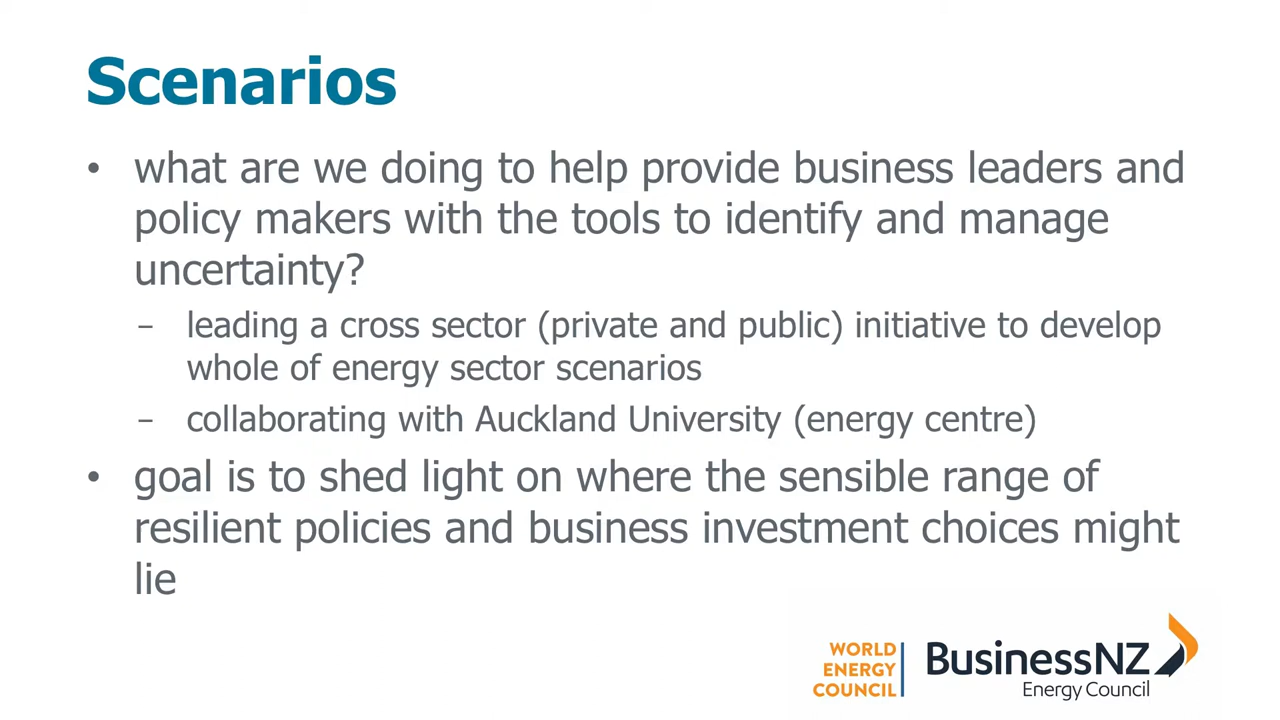 Scenarios
• what are we doing to help provide business leaders and
policy makers with the tools to identify and manage
uncertainty?
– leading a cross sector (private and public) initiative to develop
whole of energy sector scenarios
– collaborating with Auckland University (energy centre)
• goal is to shed light on where the sensible range of
resilient policies and business investment choices might
lie
WORLD
ENERGY
COUNCIL
BusinessNZ
Energy Council